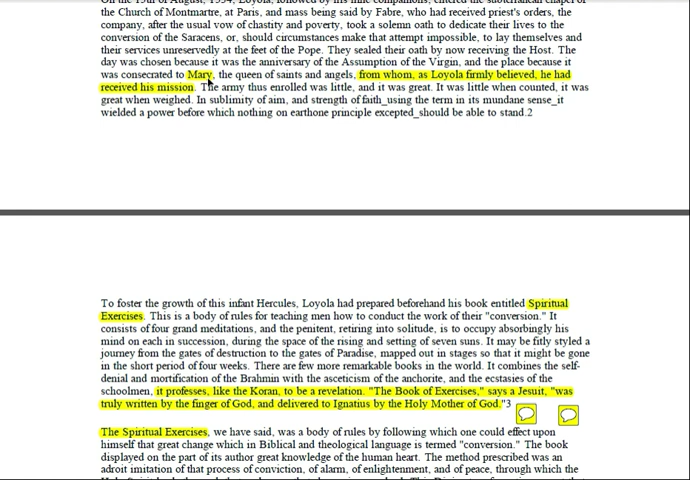 On the 15th of August, 1534, Loyola, followed by his nine companions, entered the subterranean chapel of
the Church of Montmartre, at Paris, and mass being said by Fabre, who had received priest's orders, the
company, after the usual vow of chastity and poverty, took a solemn oath to dedicate their lives to the
conversion of the Saracens, or, should circumstances make that attempt impossible, to lay themselves and
their services unreservedly at the feet of the Pope. They sealed their oath by now receiving the Host. The
day was chosen because it was the anniversary of the Assumption of the Virgin, and the place because it
was consecrated to Mary, the queen of saints and angels, from whom, as Loyola firmly believed, he had
received his mission. The army thus enrolled was little, and it was great. It was little when counted, it was
great when weighed. In sublimity of aim, and strength of faith_using the term in its mundane sense_it
wielded a power before which nothing on earthone principle excepted_should be able to stand.2
To foster the growth of this infant Hercules, Loyola had prepared beforehand his book entitled Spiritual
Exercises. This is a body of rules for teaching men how to conduct the work of their "conversion." It
consists of four grand meditations, and the penitent, retiring into solitude, is to occupy absorbingly his
mind on each in succession, during the space of the rising and setting of seven suns. It may be fitly styled a
journey from the gates of destruction to the gates of Paradise, mapped out in stages so that it might be gone
in the short period of four weeks. There are few more remarkable books in the world. It combines the self-
denial and mortification of the Brahmin with the asceticism of the anchorite, and the ecstasies of the
schoolmen, it professes, like the Koran, to be a revelation. "The Book of Exercises," says a Jesuit, "was
truly written by the finger of God, and delivered to Ignatius by the Holy Mother of God."3
The Spiritual Exercises, we have said, was a body of rules by following which one could effect upon
himself that great change which in Biblical and theological language is termed "conversion." The book
displayed on the part of its author great knowledge of the human heart. The method prescribed was an
adroit imitation of that process of conviction, of alarm, of enlightenment, and of peace, through which the